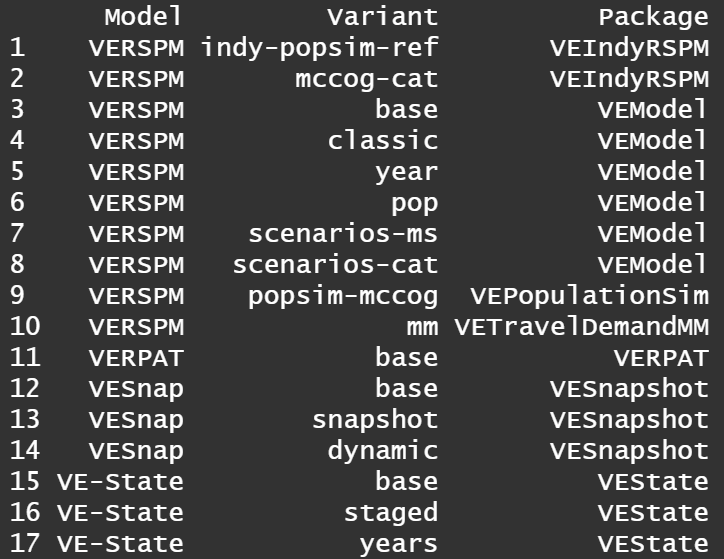 Model Variant Package
1 VERSPM indy-popsim-ref VEIndyRSPM
2 VERSPM mccog-cat VEIndyRSPM
3 VERSPM base VEModel
4 VERSPM classic VEModel
5 VERSPM year VEModel
6 VERSPM pop VEModel
7 VERSPM scenarios-ms VEModel
8 VERSPM scenarios-cat VEModel
9 VERSPM popsim-mccog VEPopulationSim
10 VERSPM mm VETravelDemandMM
11 VERPAT base VERPAT
12 VESnap base VESnapshot
13 VESnap snapshot VESnapshot
14 VESnap dynamic VESnapshot
15 VE-State base VEState
16 VE-State staged VEState
17 VE-State years VEState